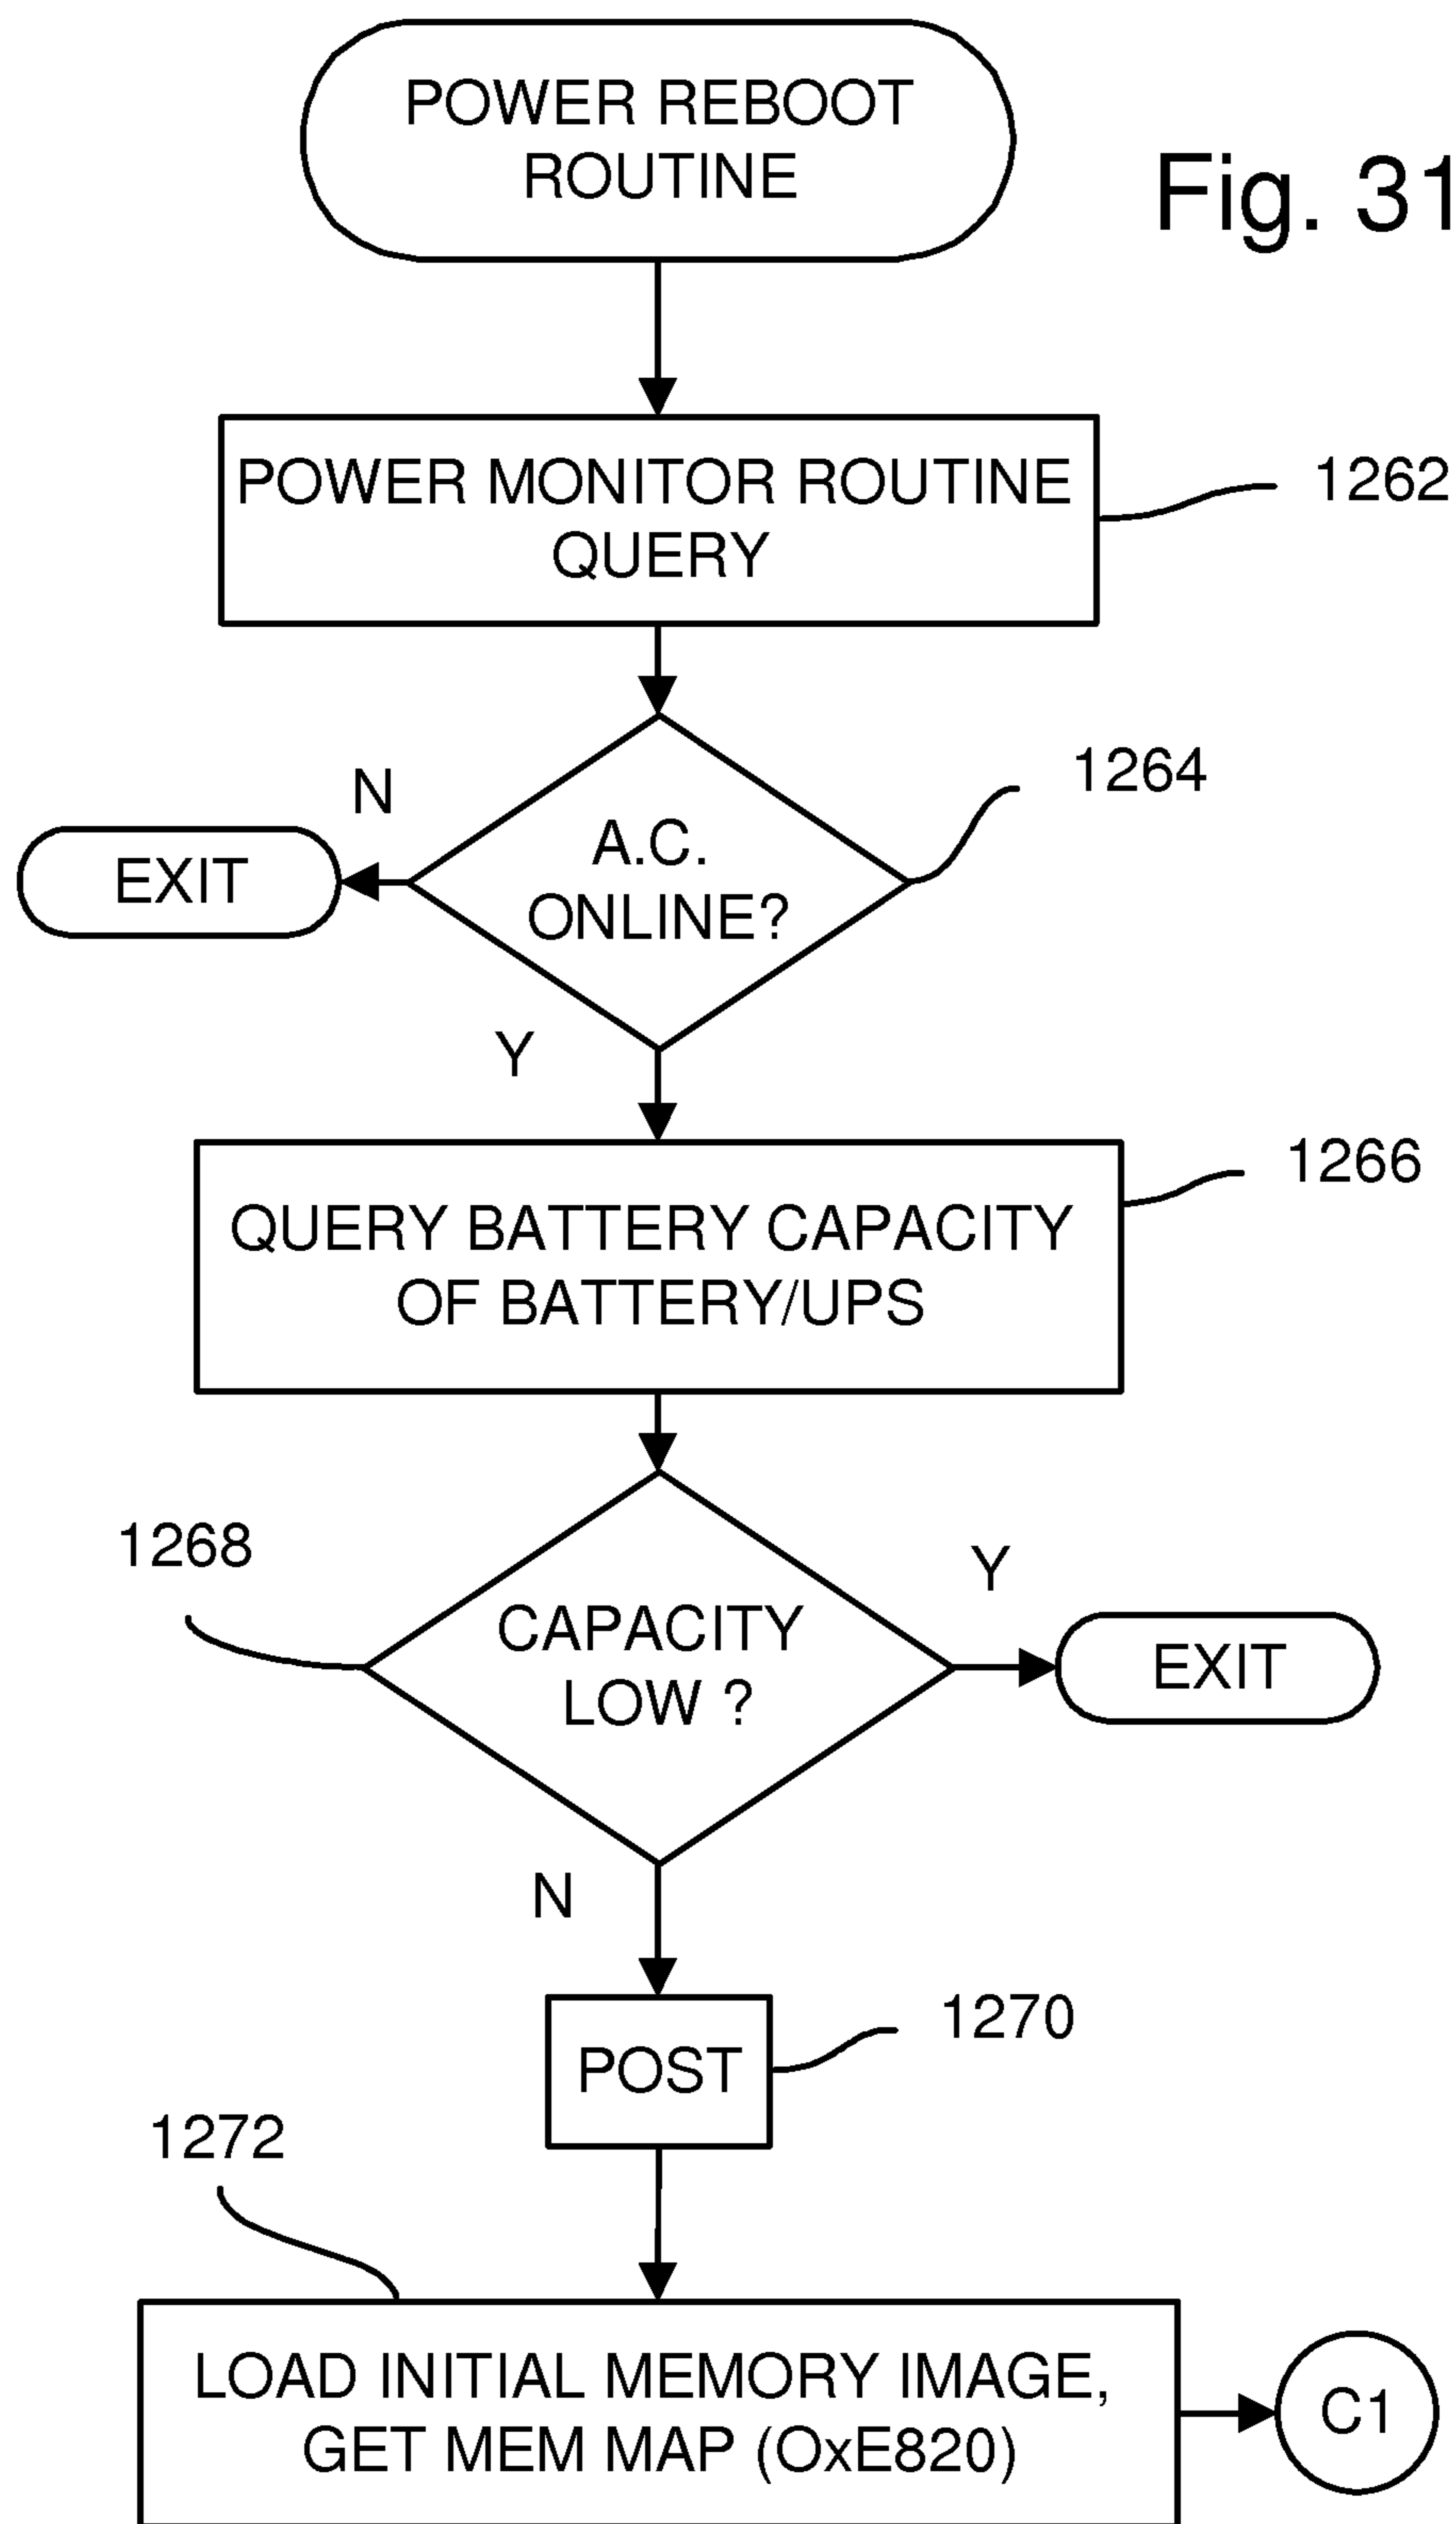 POWER REBOOT
ROUTINE
Fig. 31
POWER MONITOR ROUTINE
QUERY
1262
N
1264
A.C.
ONLINE?
EXIT
Y
1266
QUERY BATTERY CAPACITY
OF BATTERY/UPS
1268
Y
CAPACITY
LOW ?
EXIT
N
1270
POST
1272
LOAD INITIAL MEMORY IMAGE,
GET MEM MAP (OxE820)
C1